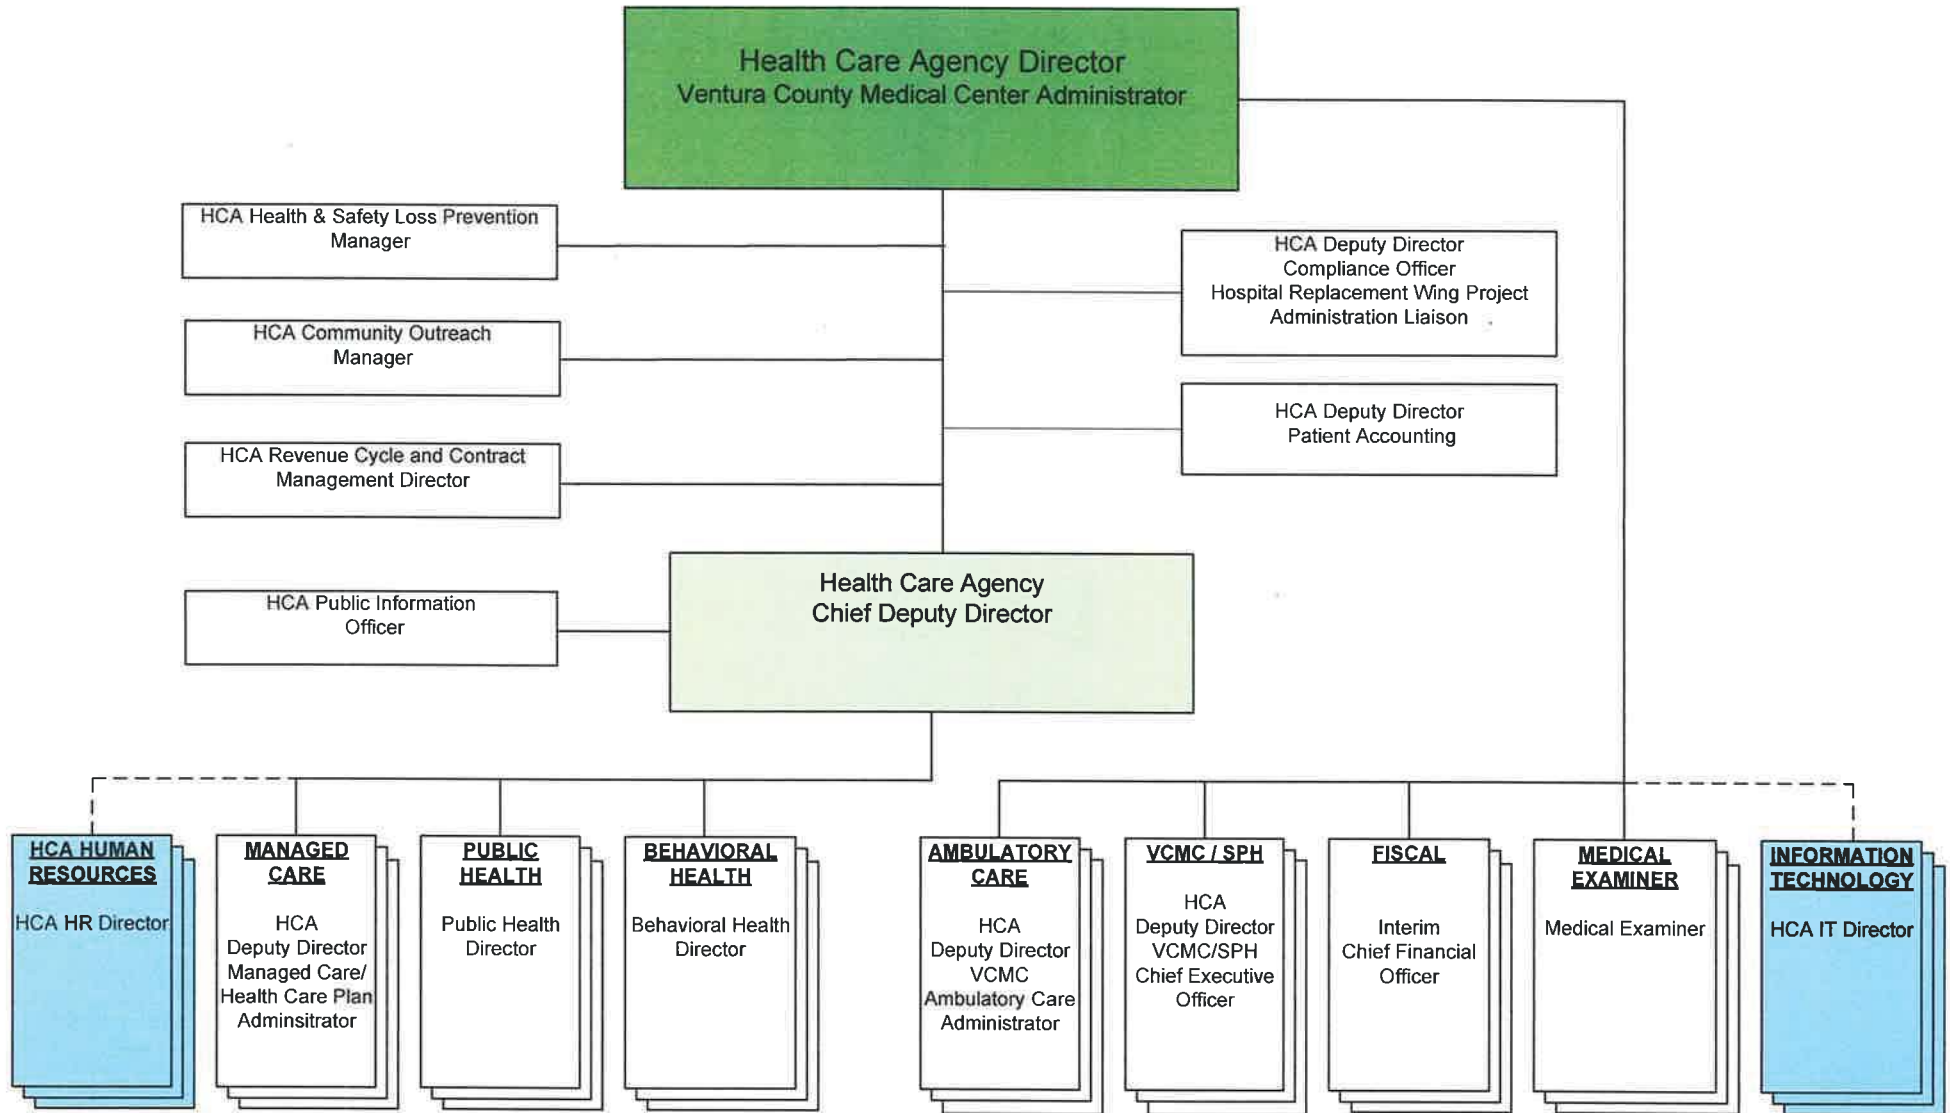 Health Care Agency Director
Ventura County Medical Center Administrator
HCA Health & Safety Loss Prevention
Manager
HCA Deputy Director
Compliance Officer
Hospital Replacement Wing Project
Administration Liaison
HCA Community Outreach
Manager
HCA Deputy Director
Patient Accounting
HCA Revenue Cycle and Contract
Management Director
Health Care Agency
Chief Deputy Director
HCA Public Information
Officer
HCA HUMAN
RESOURCES
HCA HR Director
MANAGED
CARE
HCA
Deputy Director
Managed Care/
Health Care Plan
Adminsitrator
PUBLIC
HEALTH
Public Health
Director
BEHAVIORAL
HEALTH
Behavioral Health
Director
AMBULATORY
CARE
HCA
Deputy Director
VCMC
Ambulatory Care
Administrator
VCMC / SPH
HCA
Deputy Director
VCMC/SPH
Chief Executive
Officer
FISCAL
Interim
Chief Financial
Officer
MEDICAL
EXAMINER
Medical Examiner
INFORMATION
TECHNOLOGY
HCA IT Director